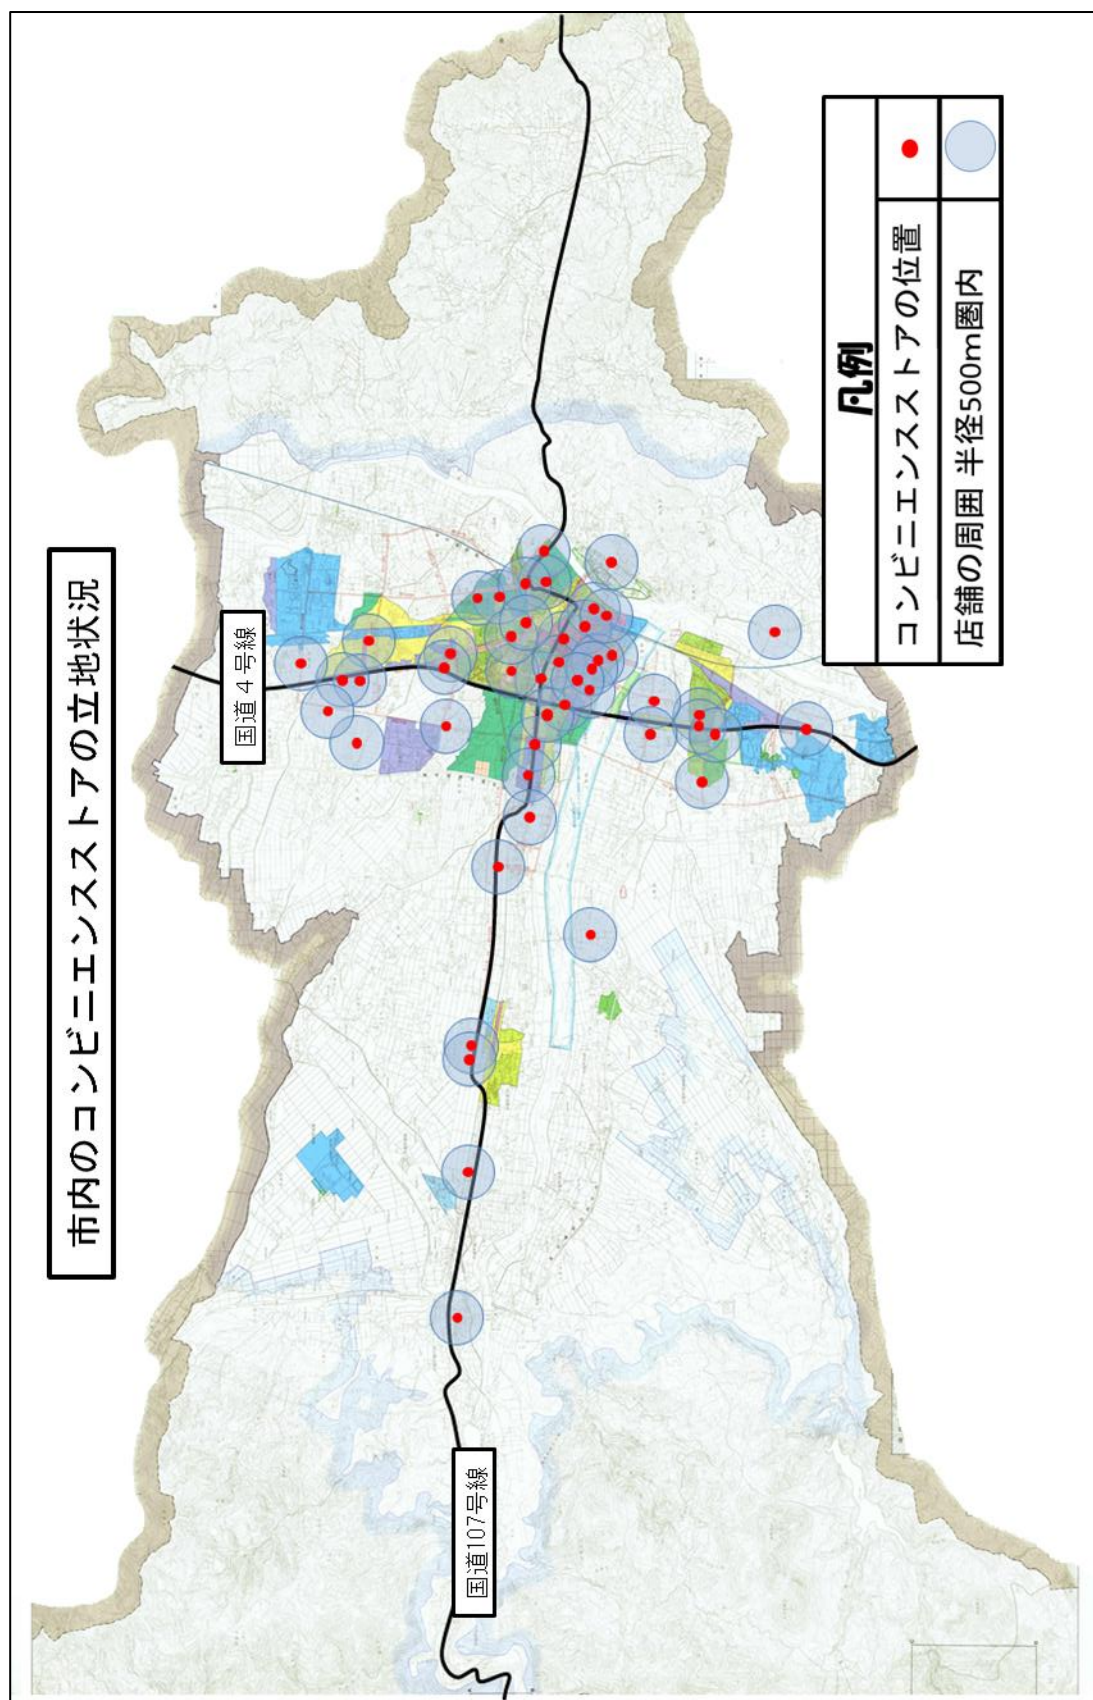 市内のコンビニエンスストアの立地状況
国道４号線
国道107号線
凡例
コンビニエンスストアの位置
店舗の周囲 半径500m圏内